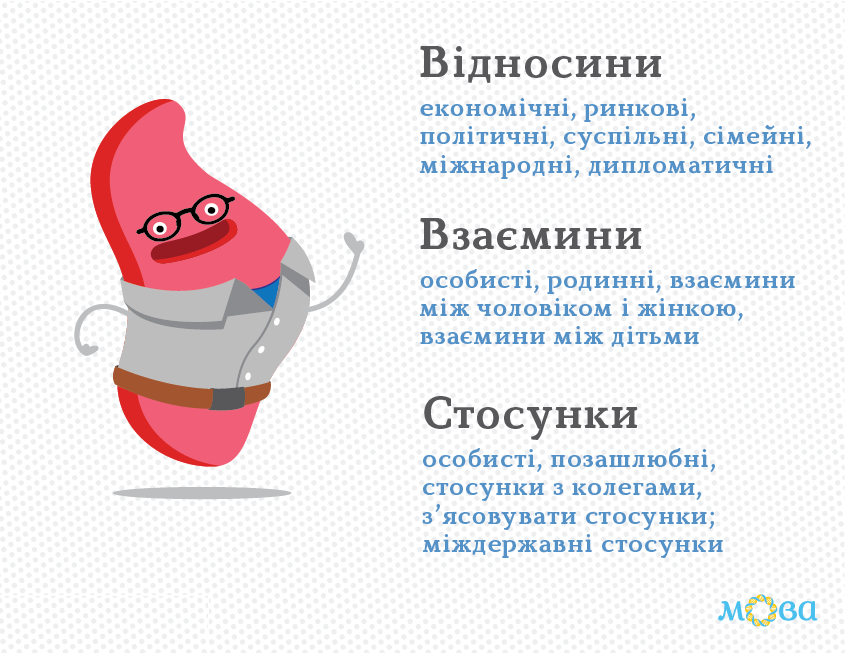 Відносини
економічні, ринкові,
політичні, суспільні, сімейні,
міжнародні, дипломатичні
Взаємини
особисті, родинні, взаємини
між чоловіком і жінкою,
взаємини між дітьми
Стосунки
особисті, позашлюбні,
стосунки з колегами,
з’ясовувати стосунки;
міждержавні стосунки
мова